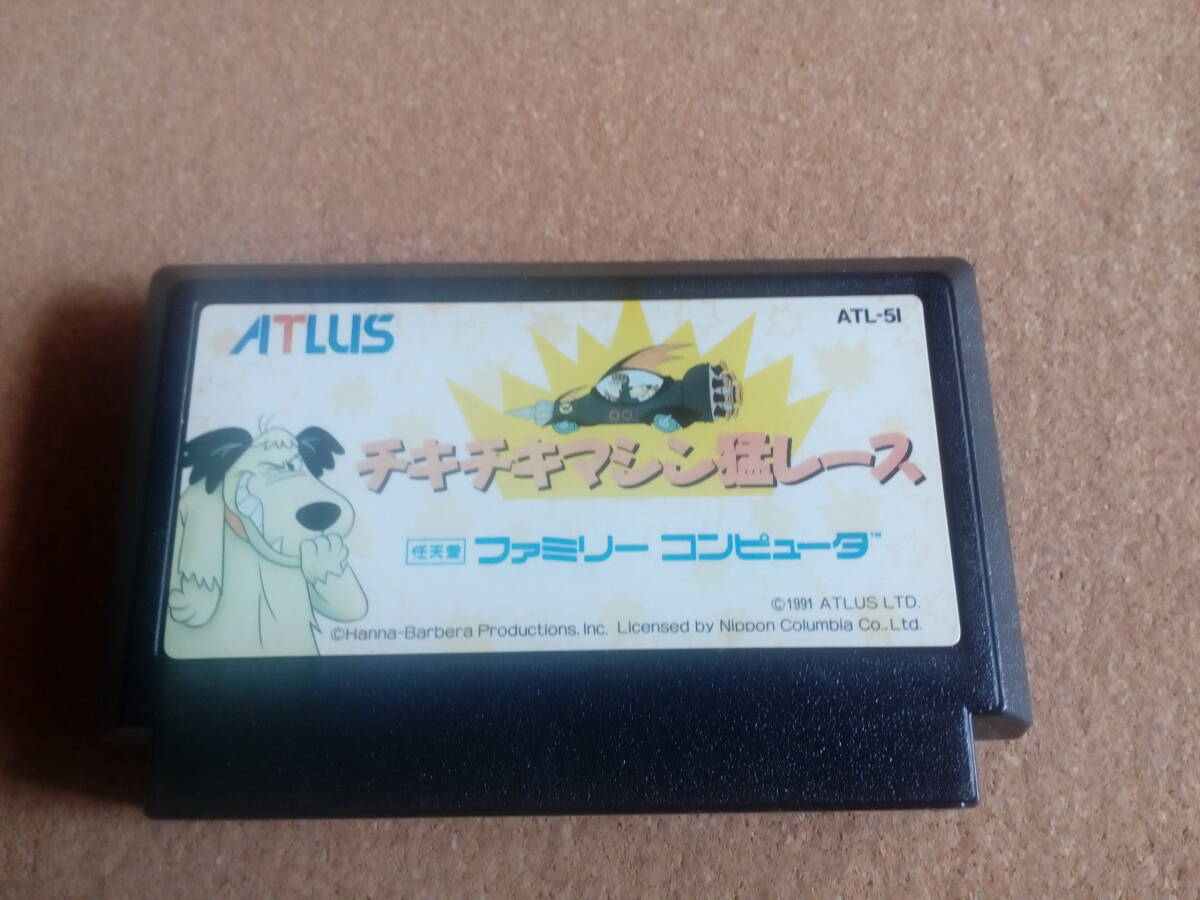 ATLUS
ATL-51
チキチキマシン猛レース
任天堂 ファミリー コンピュータ™
©1991 ATLUS LTD.
©Hanna-Barbera Productions, Inc. Licensed by Nippon Columbia Co., Ltd.